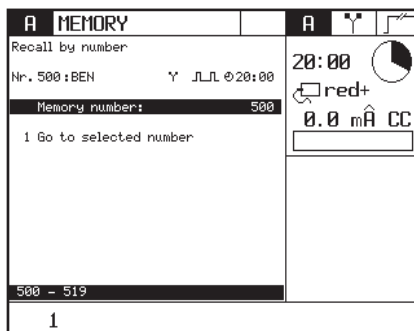 A MEMORY
Recall by number
Nr. 500:BEN 20:00
Memory number: 500
1 Go to selected number
500 - 519
1
A
20:00
red+
0.0 mÂ CC